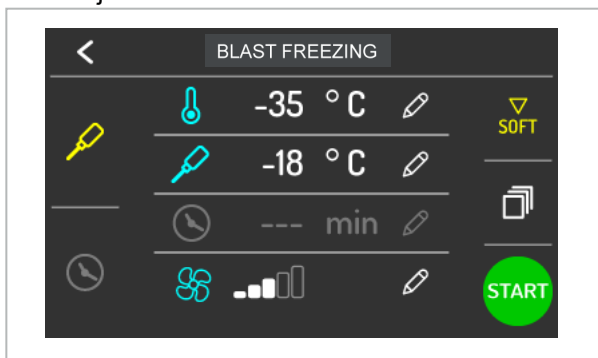 BLAST FREEZING
-35 °C
SOFT
-18 °C
--- min
START